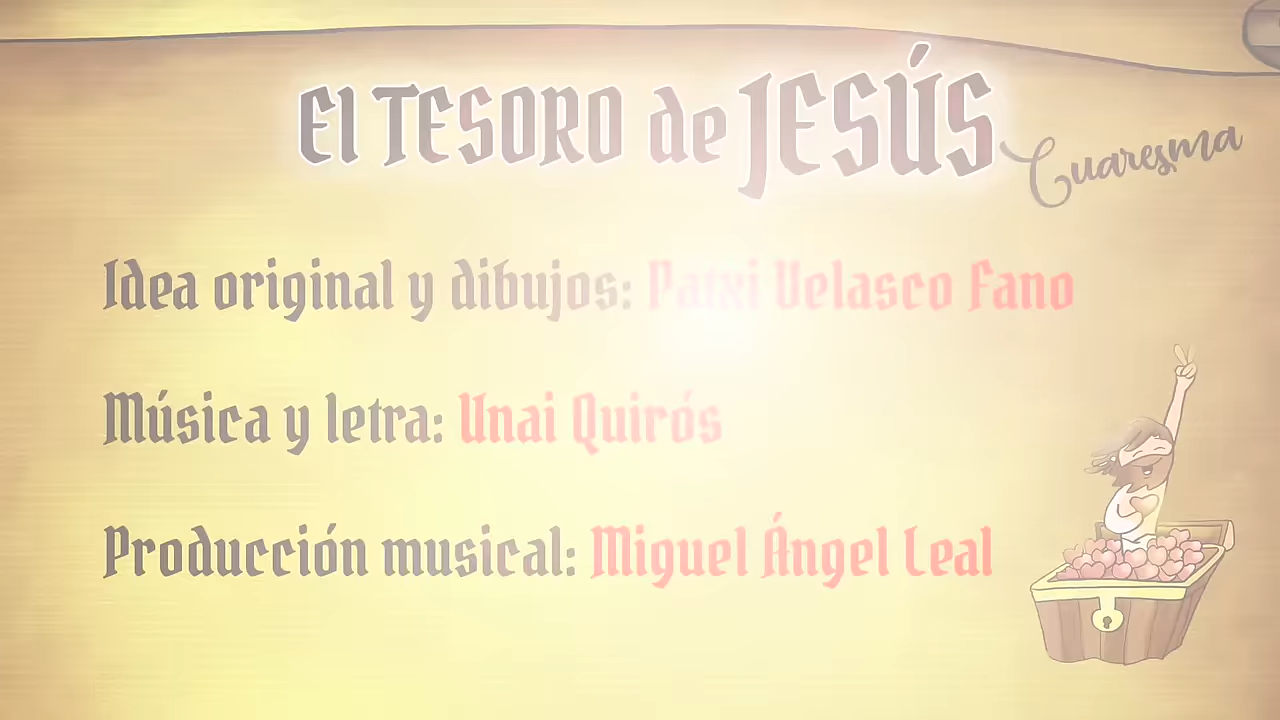 El TESORO de JESÚS
Cuaresma
Idea original y dibujos: Patxi Velasco Fano
Música y letra: Unai Quirós
Producción musical: Miguel Ángel Leal